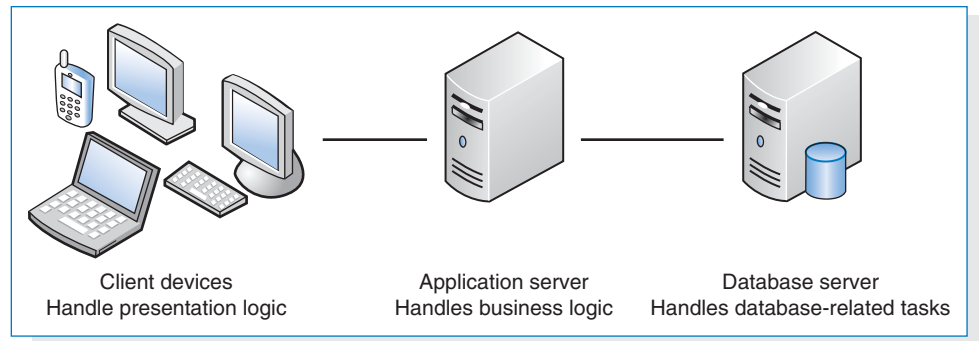 Client devices
Handle presentation logic
Application server
Handles business logic
Database server
Handles database-related tasks